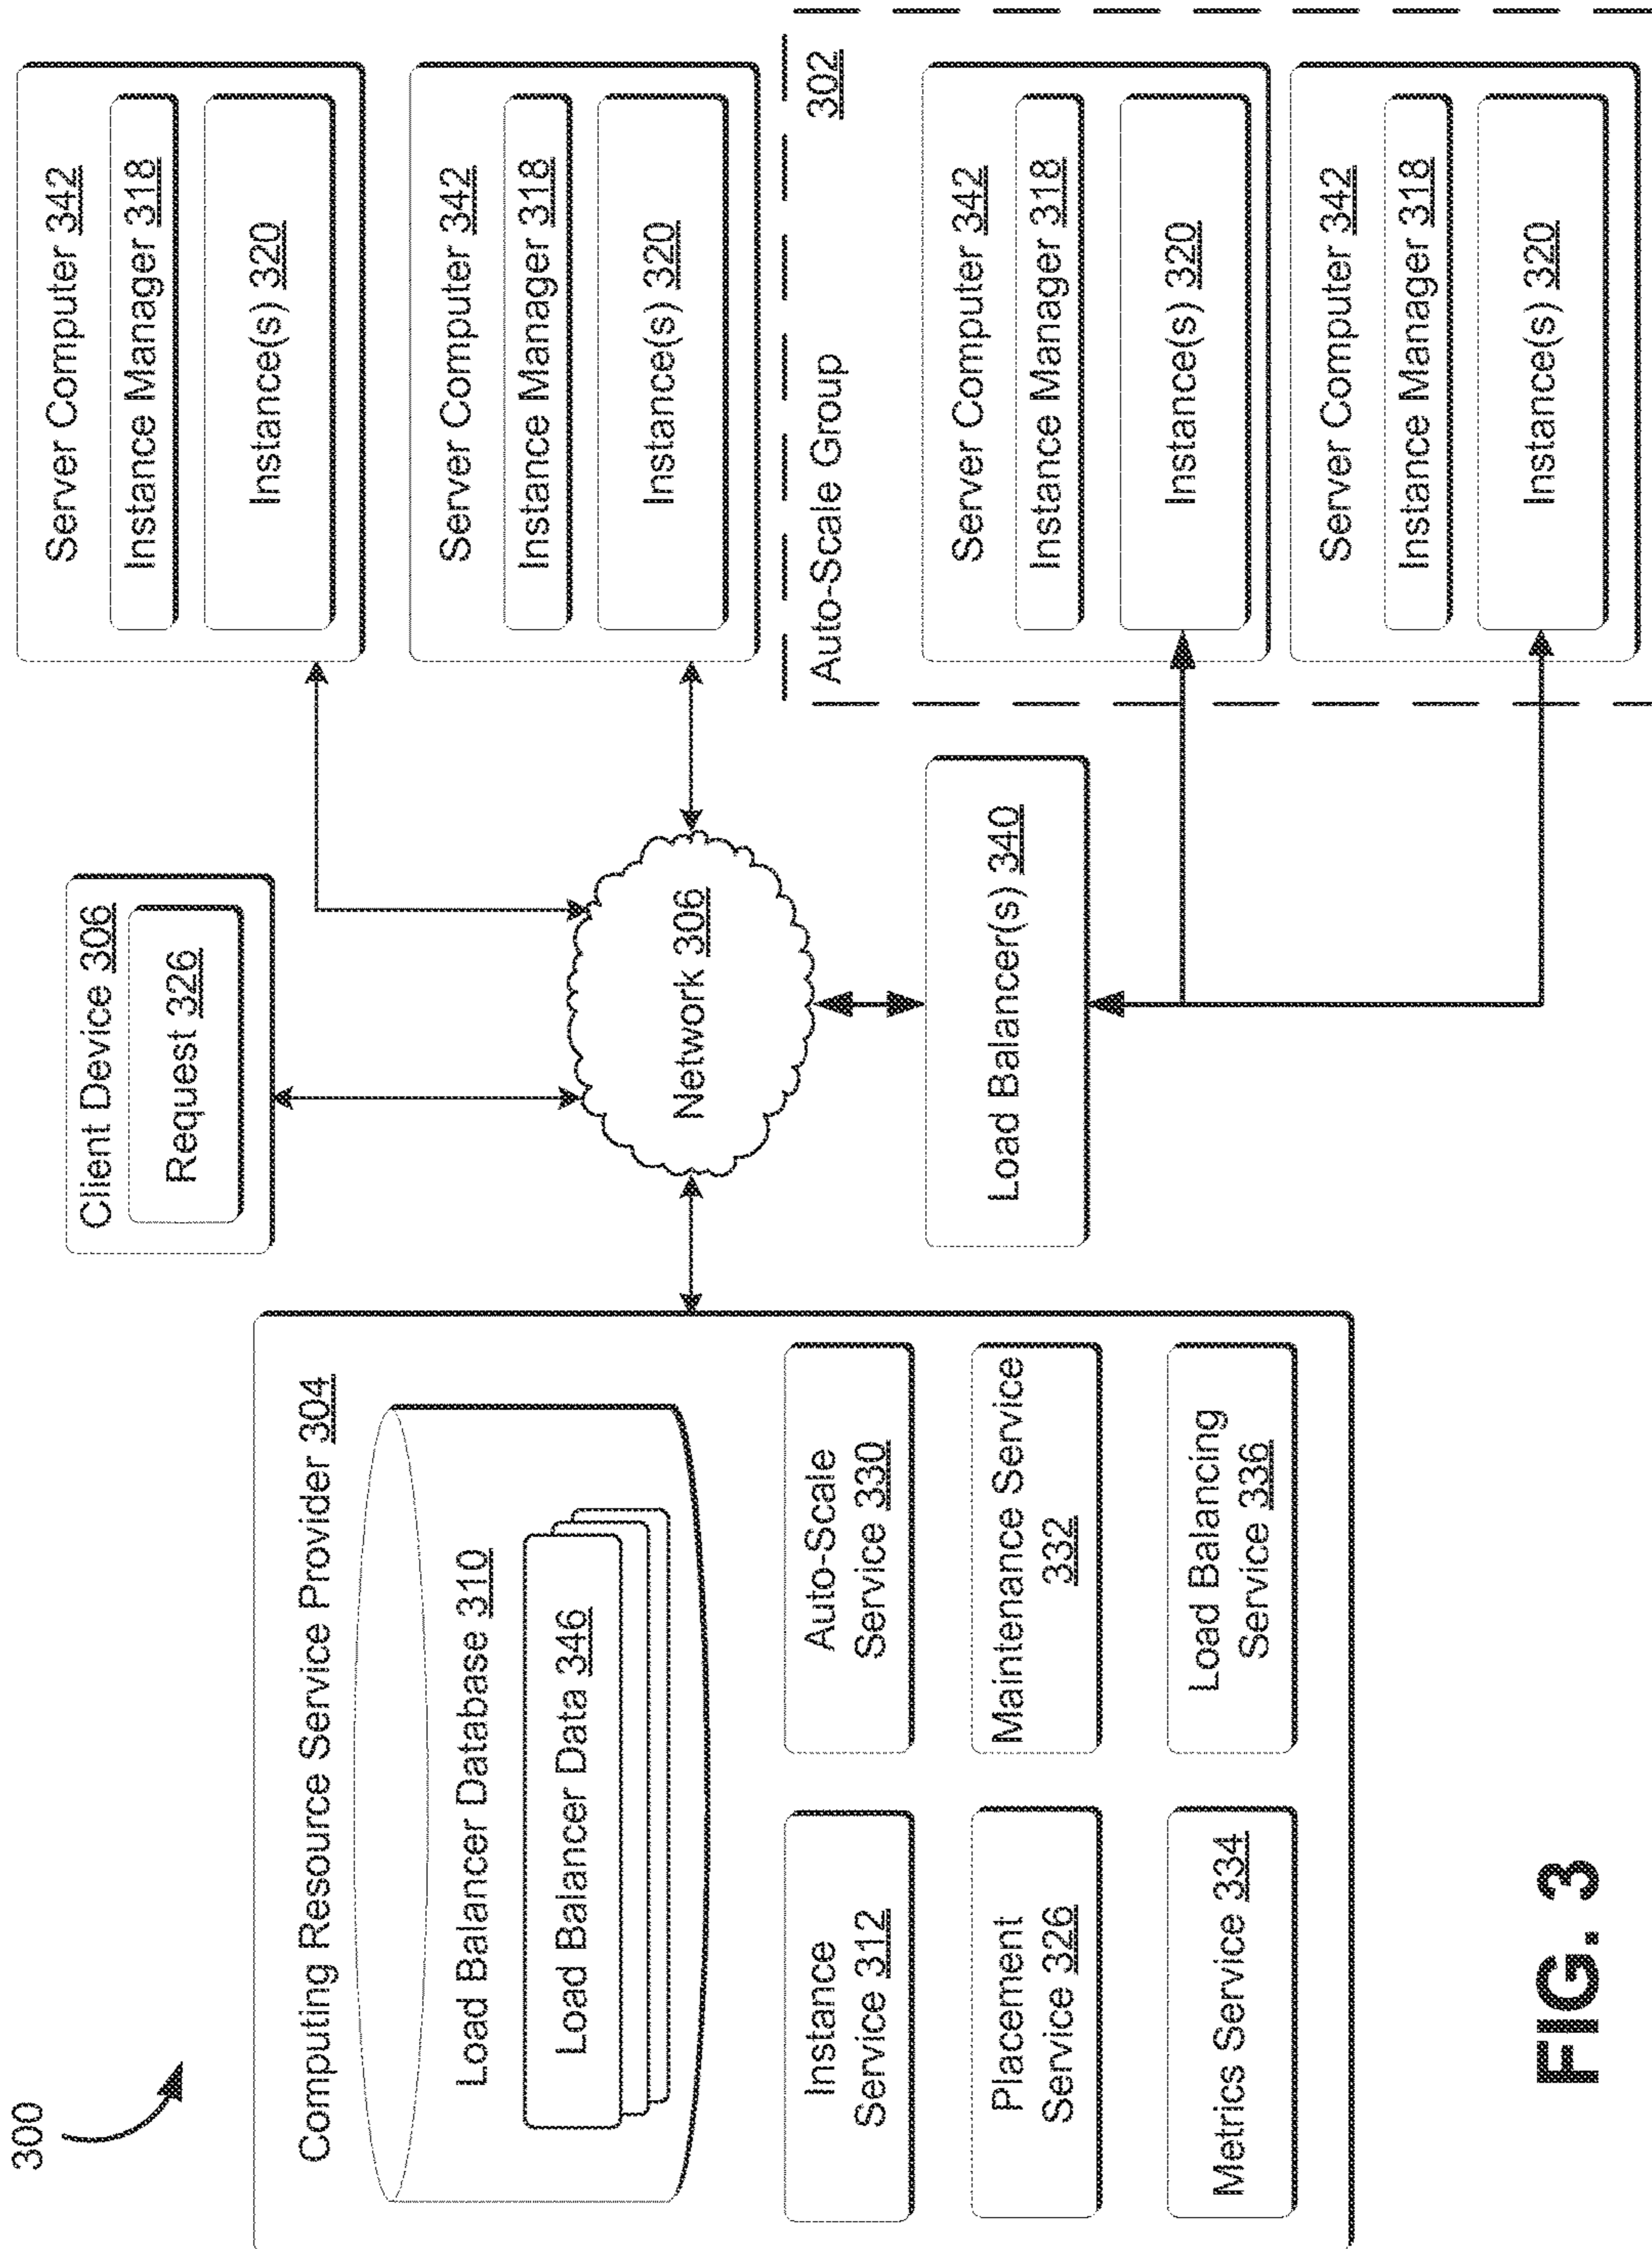 300
Computing Resource Service Provider 304
Load Balancer Database 310
Load Balancer Data 346
Instance
Service 312
Auto-Scale
Service 330
Placement
Service 326
Maintenance Service
332
Metrics Service 334
Load Balancing
Service 336
Client Device 306
Request 326
Network 306
Load Balancer(s) 340
Server Computer 342
Instance Manager 318
Instance(s) 320
Server Computer 342
Instance Manager 318
Instance(s) 320
Auto-Scale Group
302
Server Computer 342
Instance Manager 318
Instance(s) 320
Server Computer 342
Instance Manager 318
Instance(s) 320
FIG. 3